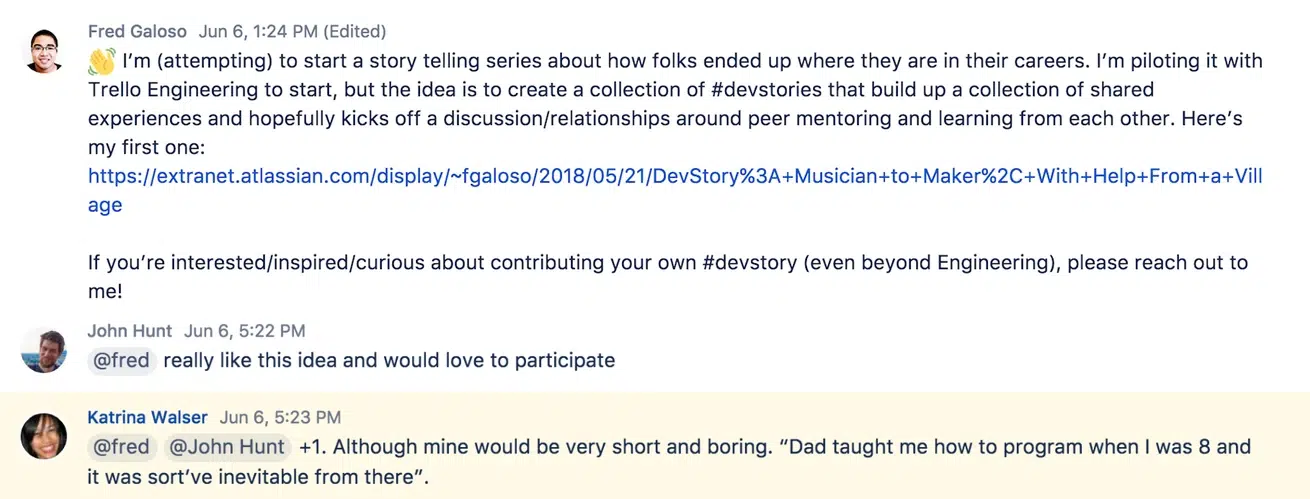 Fred Galoso Jun 6, 1:24 PM (Edited)
👋 I’m (attempting) to start a story telling series about how folks ended up where they are in their careers. I’m piloting it with
Trello Engineering to start, but the idea is to create a collection of #devstories that build up a collection of shared
experiences and hopefully kicks off a discussion/relationships around peer mentoring and learning from each other. Here’s
my first one:
https://extranet.atlassian.com/display/~fgaloso/2018/05/21/DevStory%3A+Musician+to+Maker%2C+With+Help+From+a+Vill
age
If you’re interested/inspired/curious about contributing your own #devstory (even beyond Engineering), please reach out to
me!
John Hunt Jun 6, 5:22 PM
@fred really like this idea and would love to participate
Katrina Walser Jun 6, 5:23 PM
@fred @John Hunt +1. Although mine would be very short and boring. “Dad taught me how to program when I was 8 and
it was sort’ve inevitable from there”.